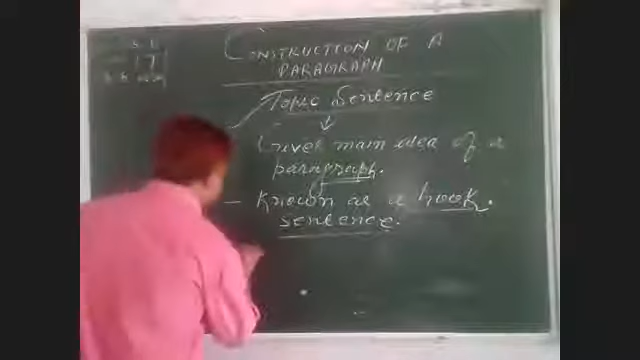 CONSTRUCTION OF A
PARAGRAPH
Topic Sentence
Gives main idea of a
paragraph.
- Known as a hook
sentence.